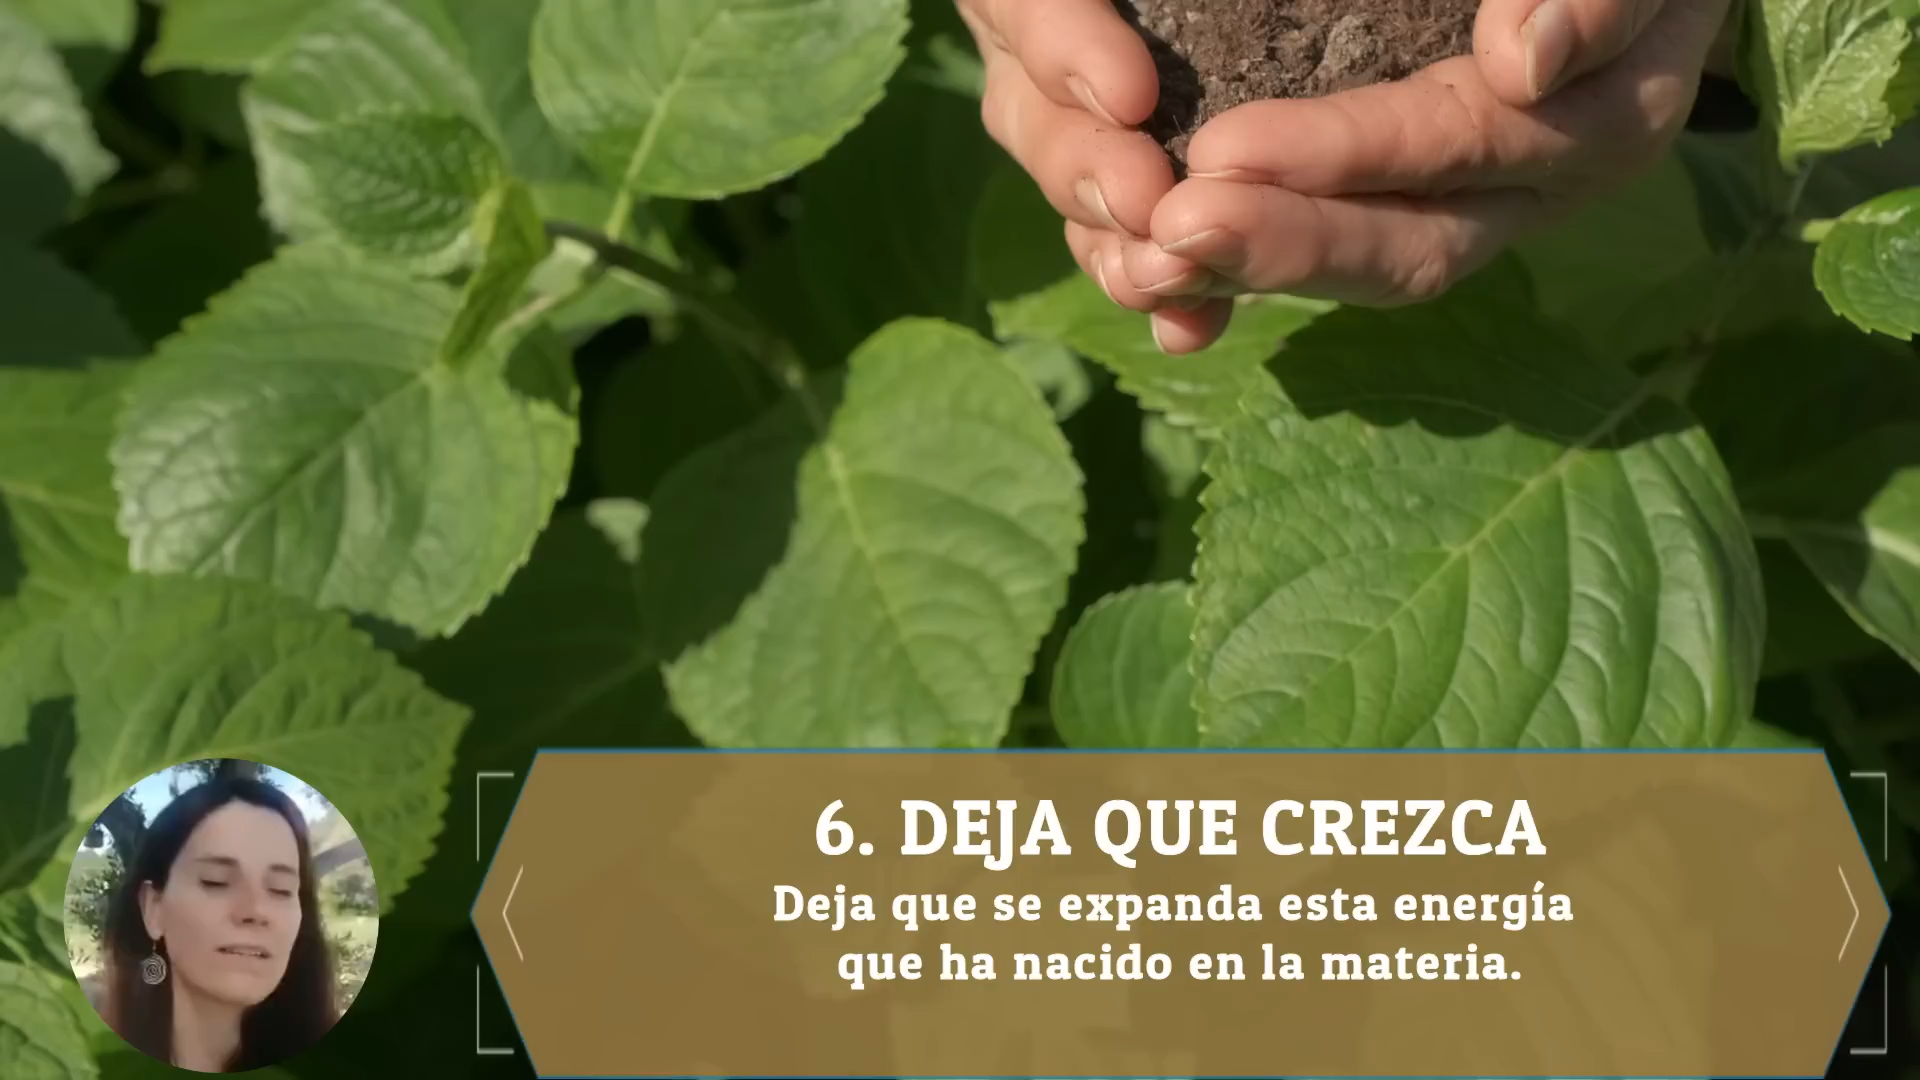 6. DEJA QUE CREZCA
Deja que se expanda esta energía
que ha nacido en la materia.